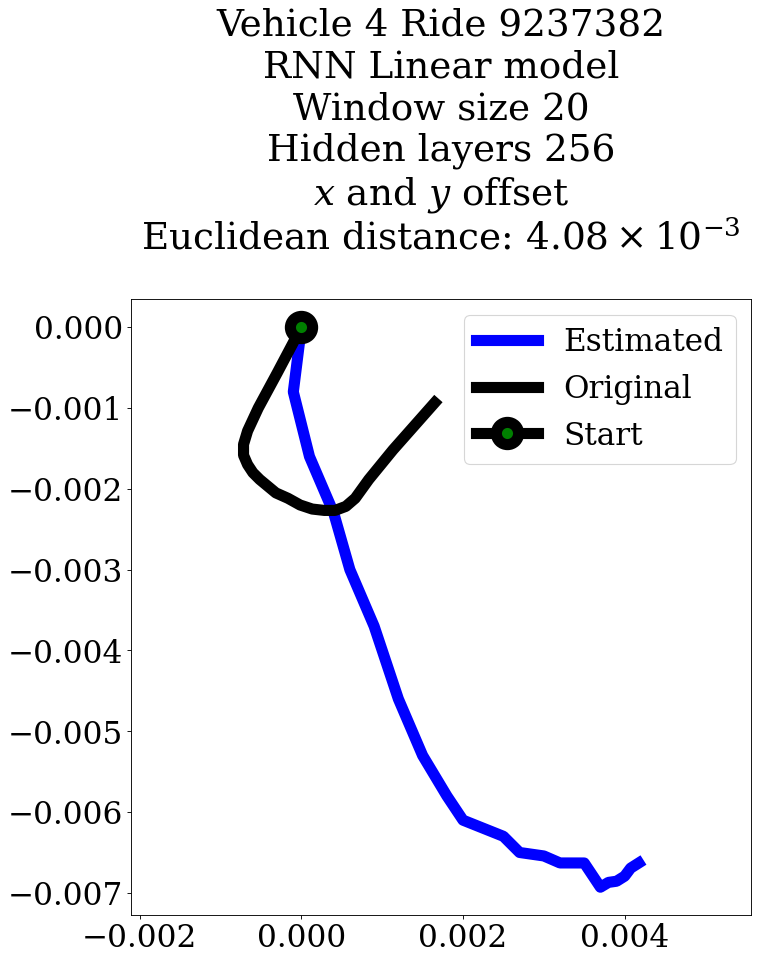 Vehicle 4 Ride 9237382
RNN Linear model
Window size 20
Hidden layers 256
x and y offset
Euclidean distance: 4.08 × 10⁻³
Estimated
Original
Start
0.000
−0.001
−0.002
−0.003
−0.004
−0.005
−0.006
−0.007
−0.002 0.000 0.002 0.004